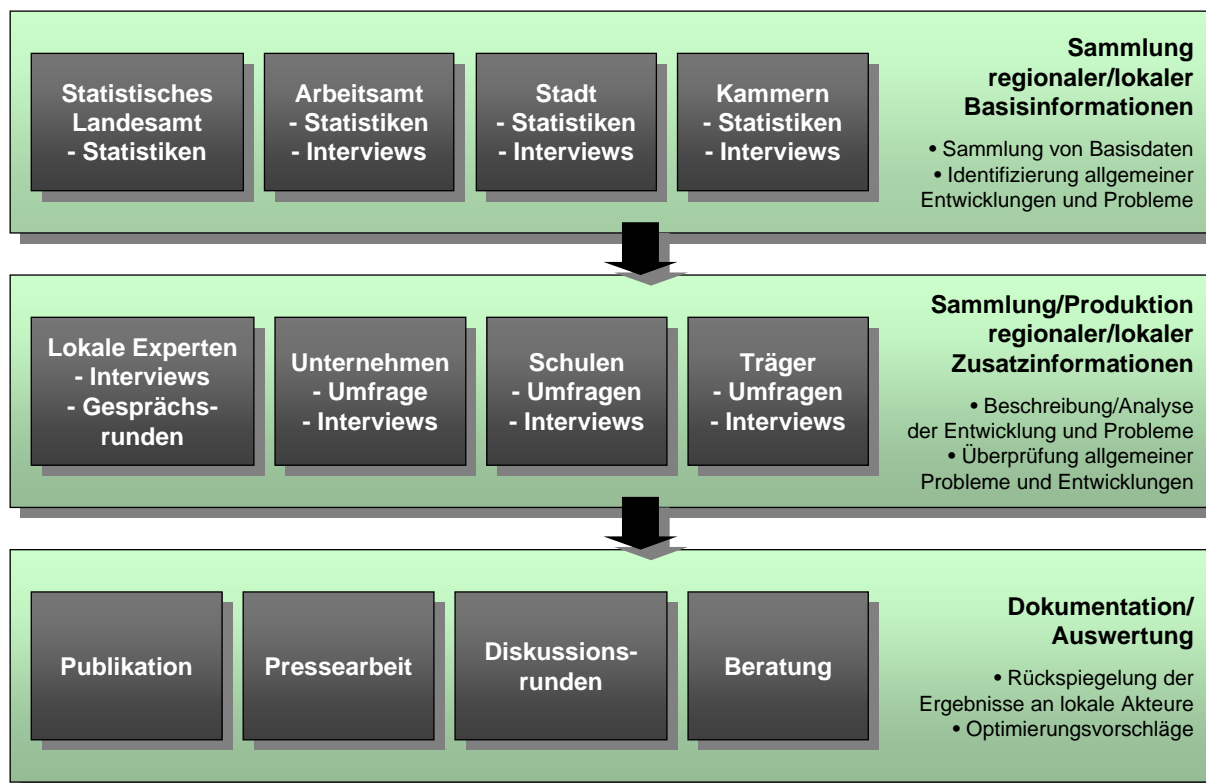 Statistisches
Landesamt
- Statistiken
Arbeitsamt
- Statistiken
- Interviews
Stadt
- Statistiken
- Interviews
Kammern
- Statistiken
- Interviews
Sammlung
regionaler/lokaler
Basisinformationen
• Sammlung von Basisdaten
• Identifizierung allgemeiner
Entwicklungen und Probleme
Lokale Experten
- Interviews
- Gesprächs-
runden
Unternehmen
- Umfrage
- Interviews
Schulen
- Umfragen
- Interviews
Träger
- Umfragen
- Interviews
Sammlung/Produktion
regionaler/lokaler
Zusatzinformationen
• Beschreibung/Analyse
der Entwicklung und Probleme
• Überprüfung allgemeiner
Probleme und Entwicklungen
Publikation
Pressearbeit
Diskussions-
runden
Beratung
Dokumentation/
Auswertung
• Rückspiegelung der
Ergebnisse an lokale Akteure
• Optimierungsvorschläge